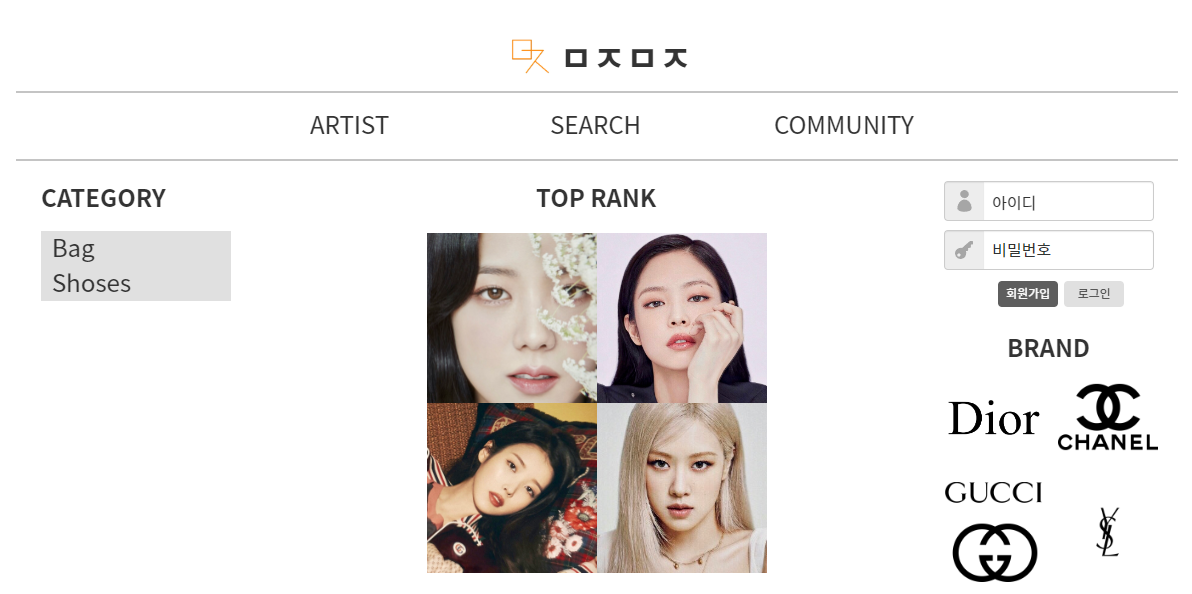 ㅁㅈㅁㅈ
ARTIST SEARCH COMMUNITY
CATEGORY
Bag
Shoses
TOP RANK
아이디
비밀번호
회원가입 로그인
BRAND
Dior
CHANEL
GUCCI
YSL